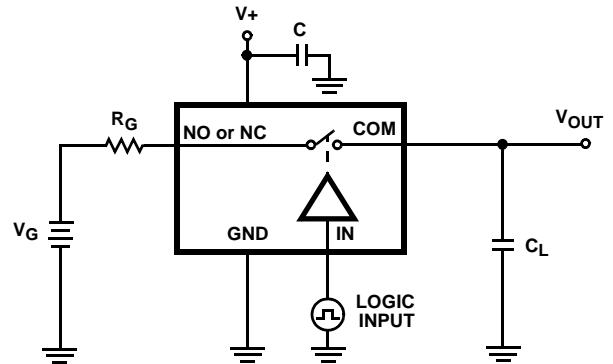 V+
C
RG
NO or NC
COM
VOUT
VG
GND
IN
CL
LOGIC
INPUT